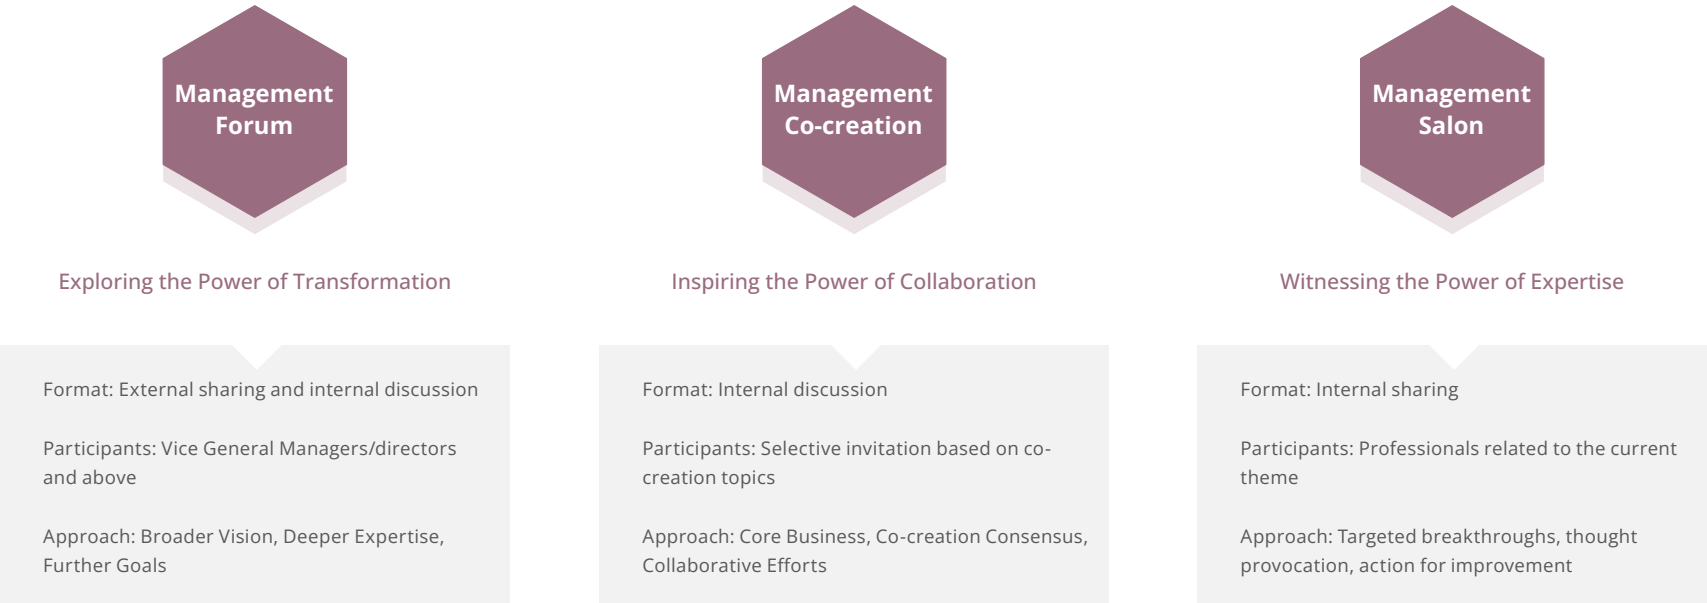 Management
Forum
Exploring the Power of Transformation
Format: External sharing and internal discussion
Participants: Vice General Managers/directors
and above
Approach: Broader Vision, Deeper Expertise,
Further Goals
Management
Co-creation
Inspiring the Power of Collaboration
Format: Internal discussion
Participants: Selective invitation based on co-
creation topics
Approach: Core Business, Co-creation Consensus,
Collaborative Efforts
Management
Salon
Witnessing the Power of Expertise
Format: Internal sharing
Participants: Professionals related to the current
theme
Approach: Targeted breakthroughs, thought
provocation, action for improvement